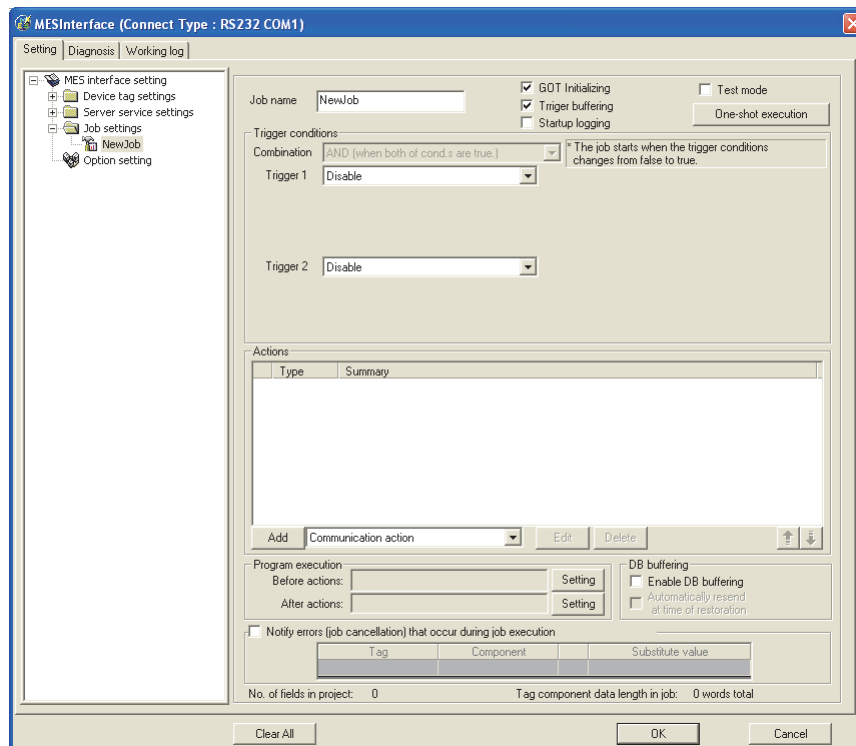 MESInterface (Connect Type : RS232 COM1)
Setting Diagnosis Working log
MES interface setting
Device tag settings
Server service settings
Job settings
NewJob
Option setting
Job name NewJob
GOT Initializing
Trriger buffering
Startup logging
Test mode
One-shot execution
Trigger conditions
Combination AND (when both of cond.s are true.)
* The job starts when the trigger conditions
changes from false to true.
Trigger 1 Disable
Trigger 2 Disable
Actions
Type Summary
Add Communication action Edit Delete
Program execution
Before actions: Setting
After actions: Setting
DB buffering
Enable DB buffering
Automatically resend
at time of restoration
Notify errors (job cancellation) that occur during job execution
Tag Component Substitute value
No. of fields in project: 0 Tag component data length in job: 0 words total
Clear All OK Cancel